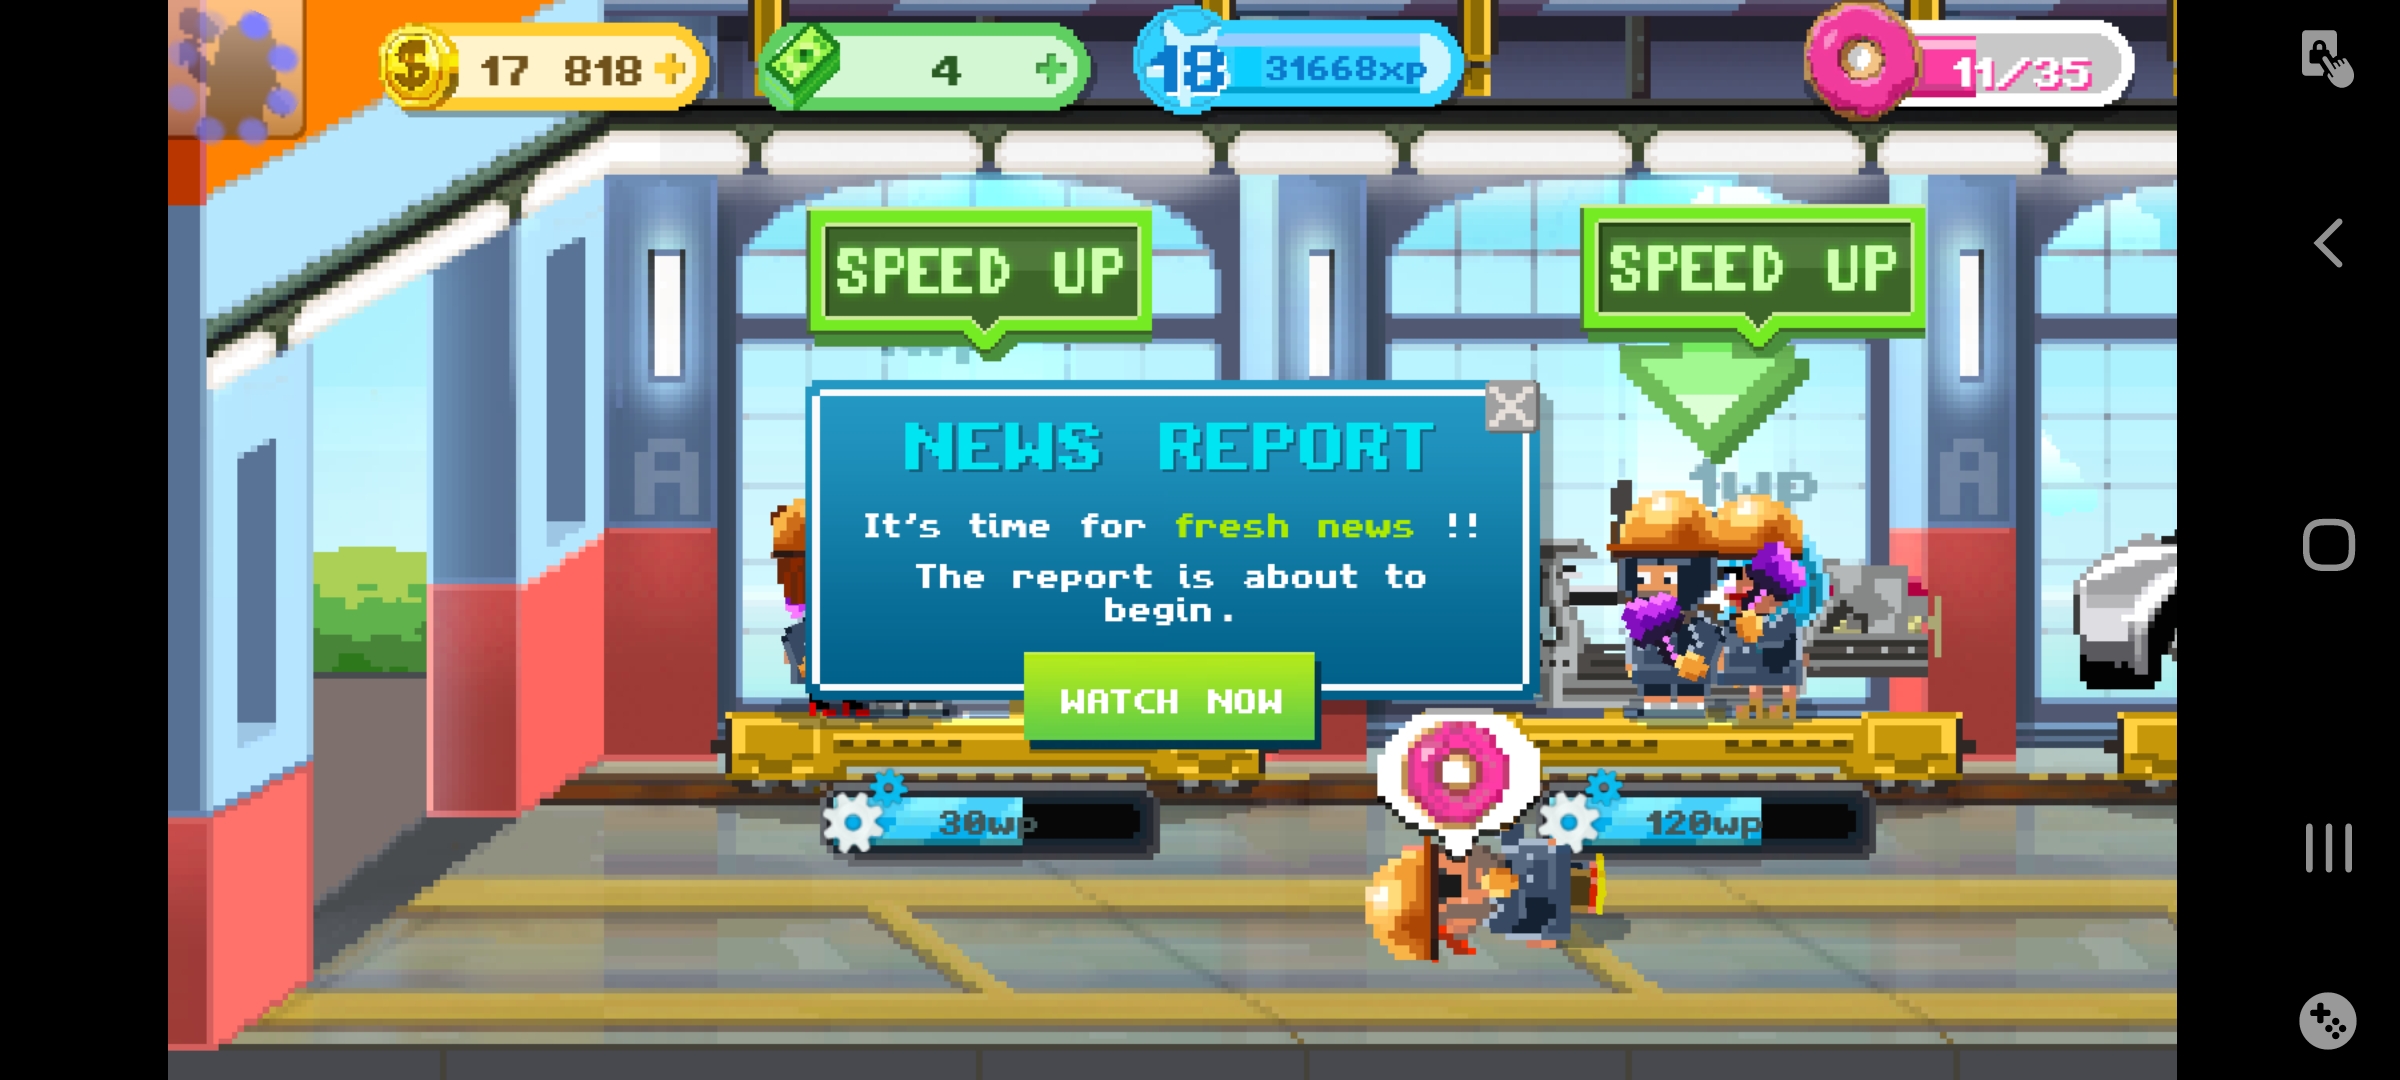 17 818
4
18 31668xp
11/35
SPEED UP
SPEED UP
A
A
NEWS REPORT
It's time for fresh news !!
The report is about to
begin.
WATCH NOW
1wp
30wp
120wp